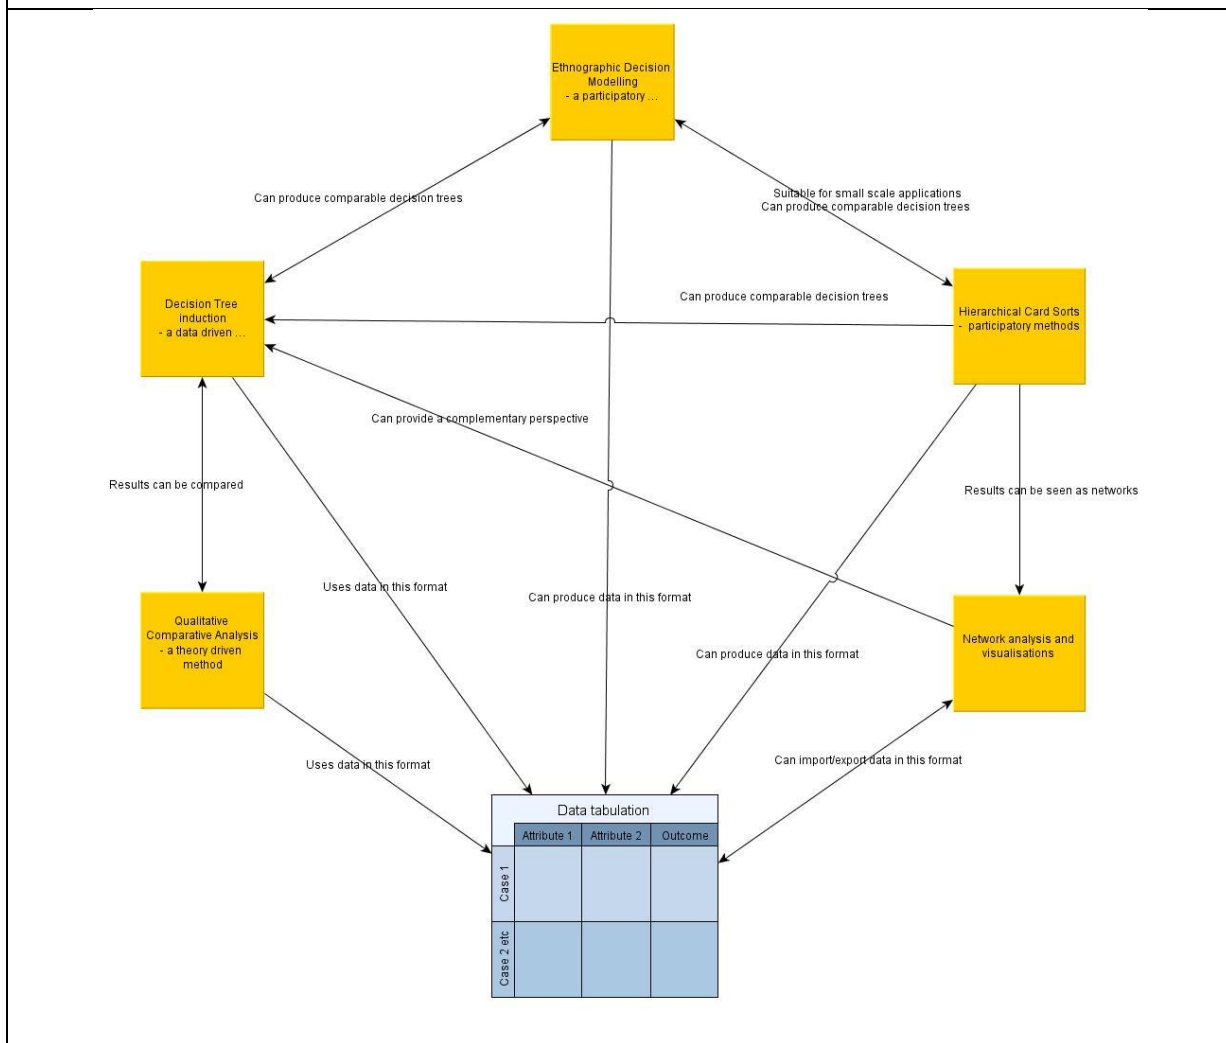 Ethnographic Decision
Modelling
- a participatory ...
Can produce comparable decision trees
Suitable for small scale applications
Can produce comparable decision trees
Decision Tree
induction
- a data driven ...
Can produce comparable decision trees
Hierarchical Card Sorts
- participatory methods
Can provide a complementary perspective
Results can be compared
Results can be seen as networks
Uses data in this format
Can produce data in this format
Qualitative
Comparative Analysis
- a theory driven
method
Can produce data in this format
Network analysis and
visualisations
Uses data in this format
Can import/export data in this format
Data tabulation
Attribute 1
Attribute 2
Outcome
Case 1
Case 2 etc